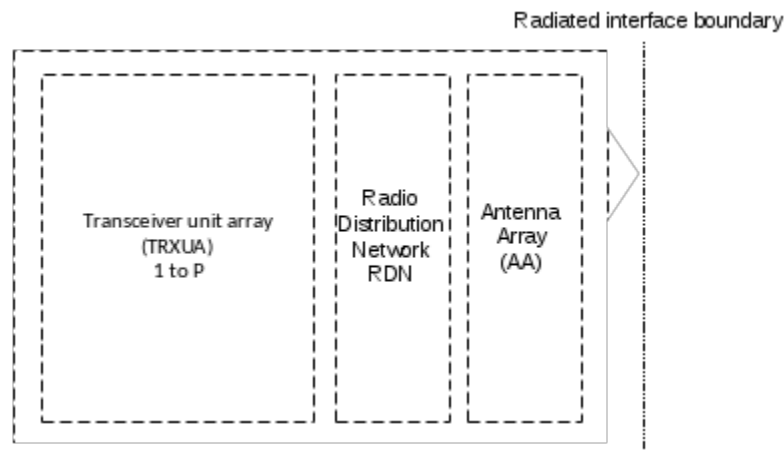 Radiated interface boundary
Transceiver unit array
(TRXUA)
1 to P
Radio
Distribution
Network
RDN
Antenna
Array
(AA)